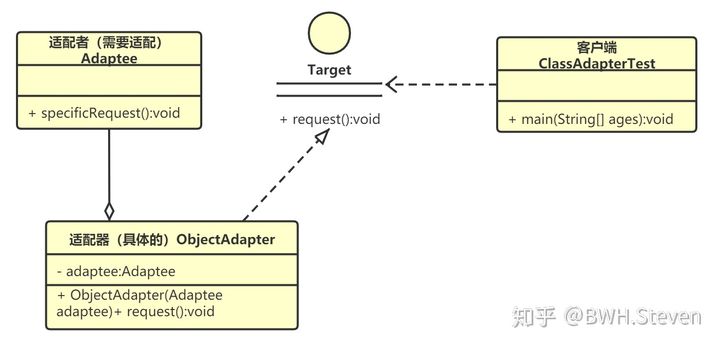 适配者（需要适配）
Adaptee
+ specificRequest():void
Target
+ request():void
客户端
ClassAdapterTest
+ main(String[] ages):void
适配器（具体的）ObjectAdapter
- adaptee:Adaptee
+ ObjectAdapter(Adaptee
adaptee)+ request():void
知乎 @BWH.Steven